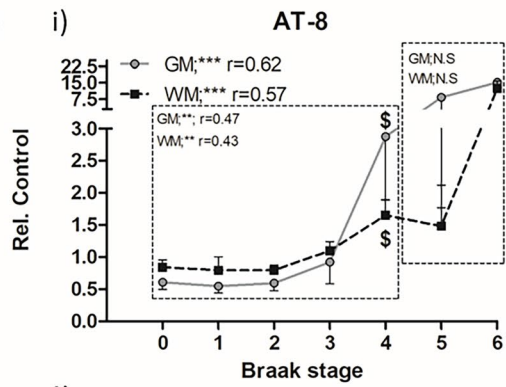 i)
AT-8
GM;*** r=0.62
WM;*** r=0.57
GM;**; r=0.47
WM;** r=0.43
GM;N.S
WM;N.S
$
$
22.5
15.0
7.5
3.0
2.5
2.0
1.5
1.0
0.5
0.0
Rel. Control
0 1 2 3 4 5 6
Braak stage